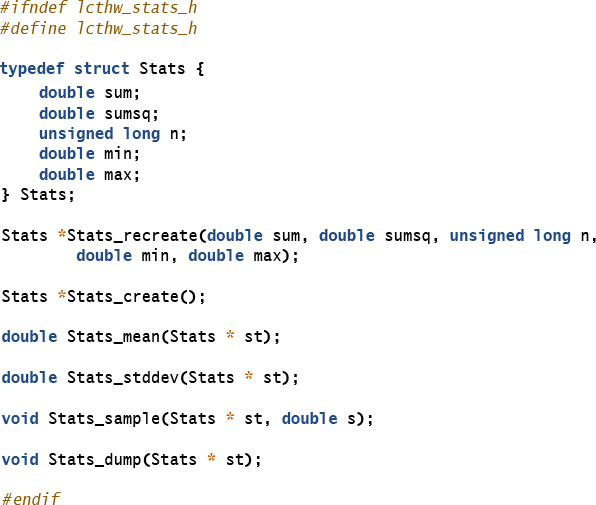 #ifndef lcthw_stats_h
#define lcthw_stats_h
typedef struct Stats {
double sum;
double sumsq;
unsigned long n;
double min;
double max;
} Stats;
Stats *Stats_recreate(double sum, double sumsq, unsigned long n,
double min, double max);
Stats *Stats_create();
double Stats_mean(Stats * st);
double Stats_stddev(Stats * st);
void Stats_sample(Stats * st, double s);
void Stats_dump(Stats * st);
#endif